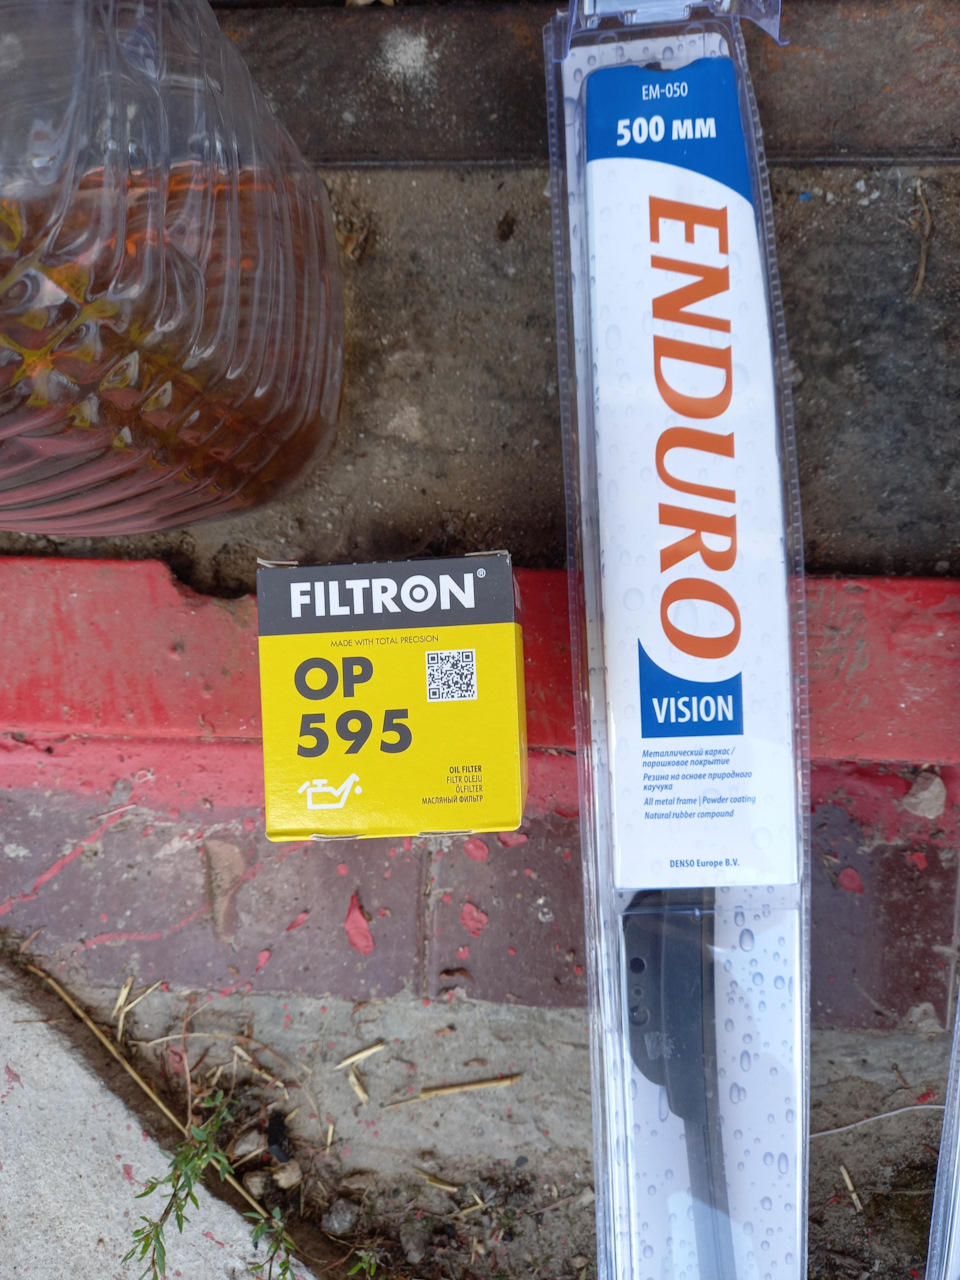 EM-050
500 мм
ENDURO
VISION
Металлический каркас /
порошковое покрытие
Резина на основе природного
каучука
All metal frame | Powder coating
Natural rubber compound
DENSO Europe B.V.
FILTRON®
MADE WITH TOTAL PRECISION
OP
595
OIL FILTER
FILTR OLEJU
ÖLFILTER
МАСЛЯНЫЙ ФИЛЬТР